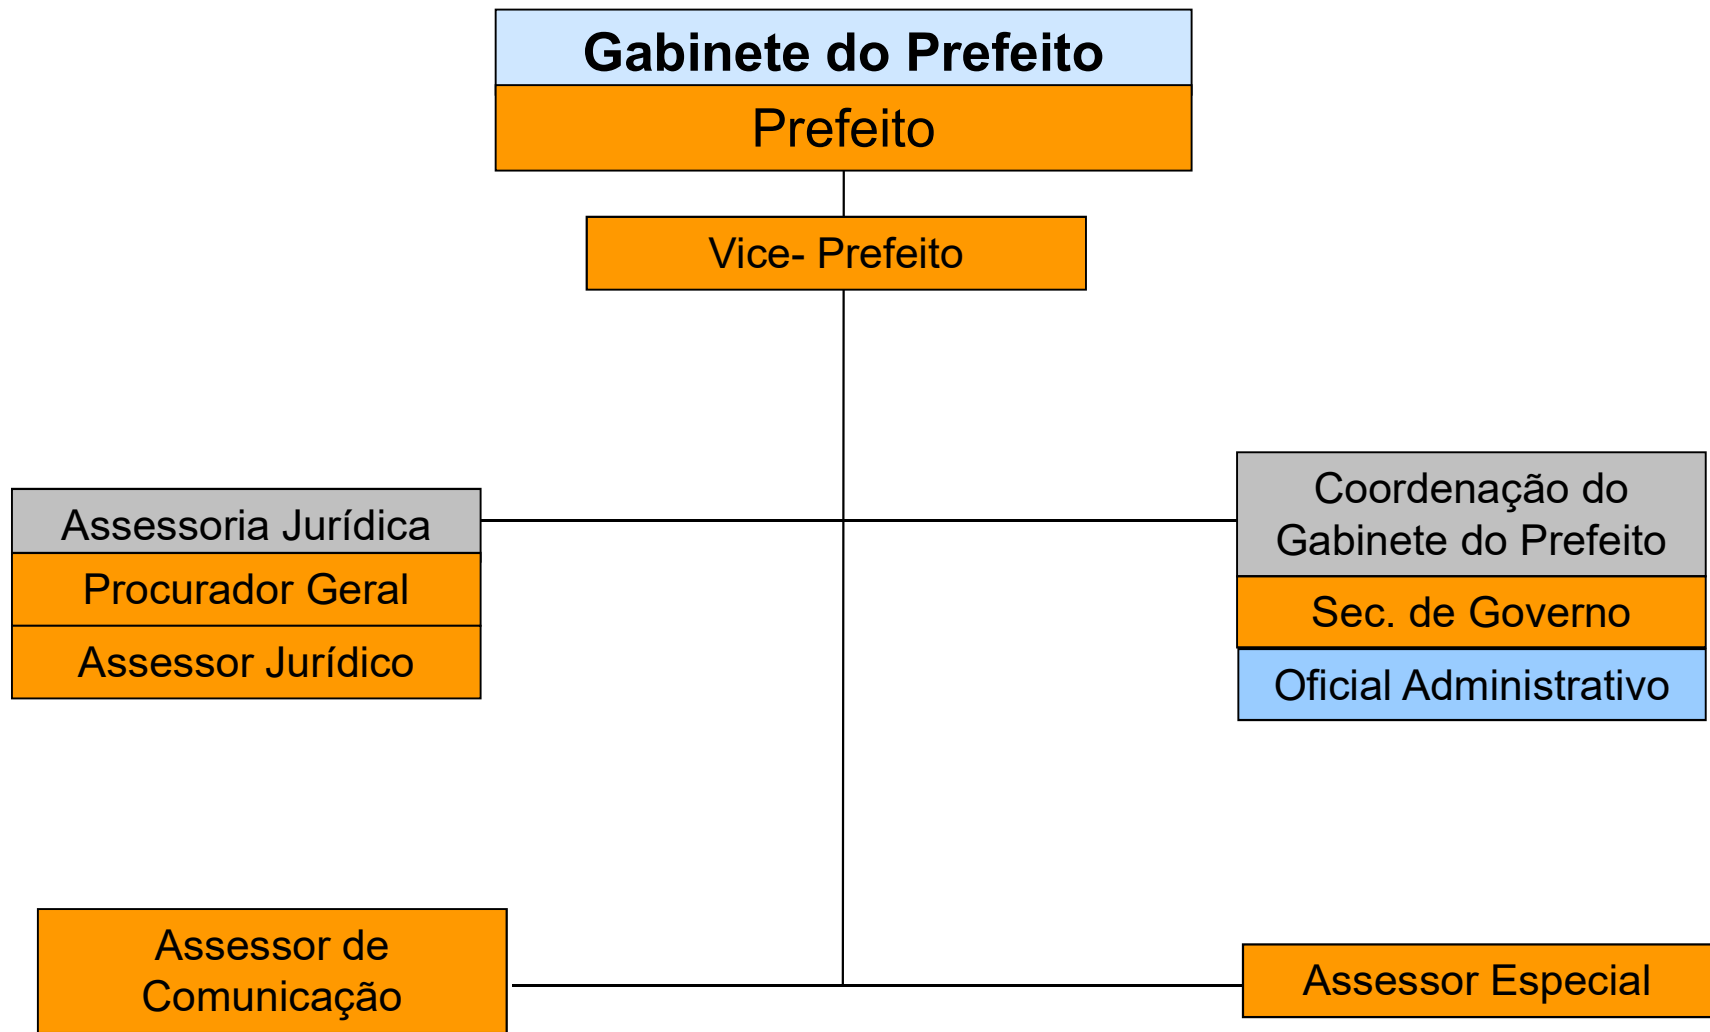 Gabinete do Prefeito
Prefeito
Vice- Prefeito
Assessoria Jurídica
Procurador Geral
Assessor Jurídico
Coordenação do
Gabinete do Prefeito
Sec. de Governo
Oficial Administrativo
Assessor de
Comunicação
Assessor Especial